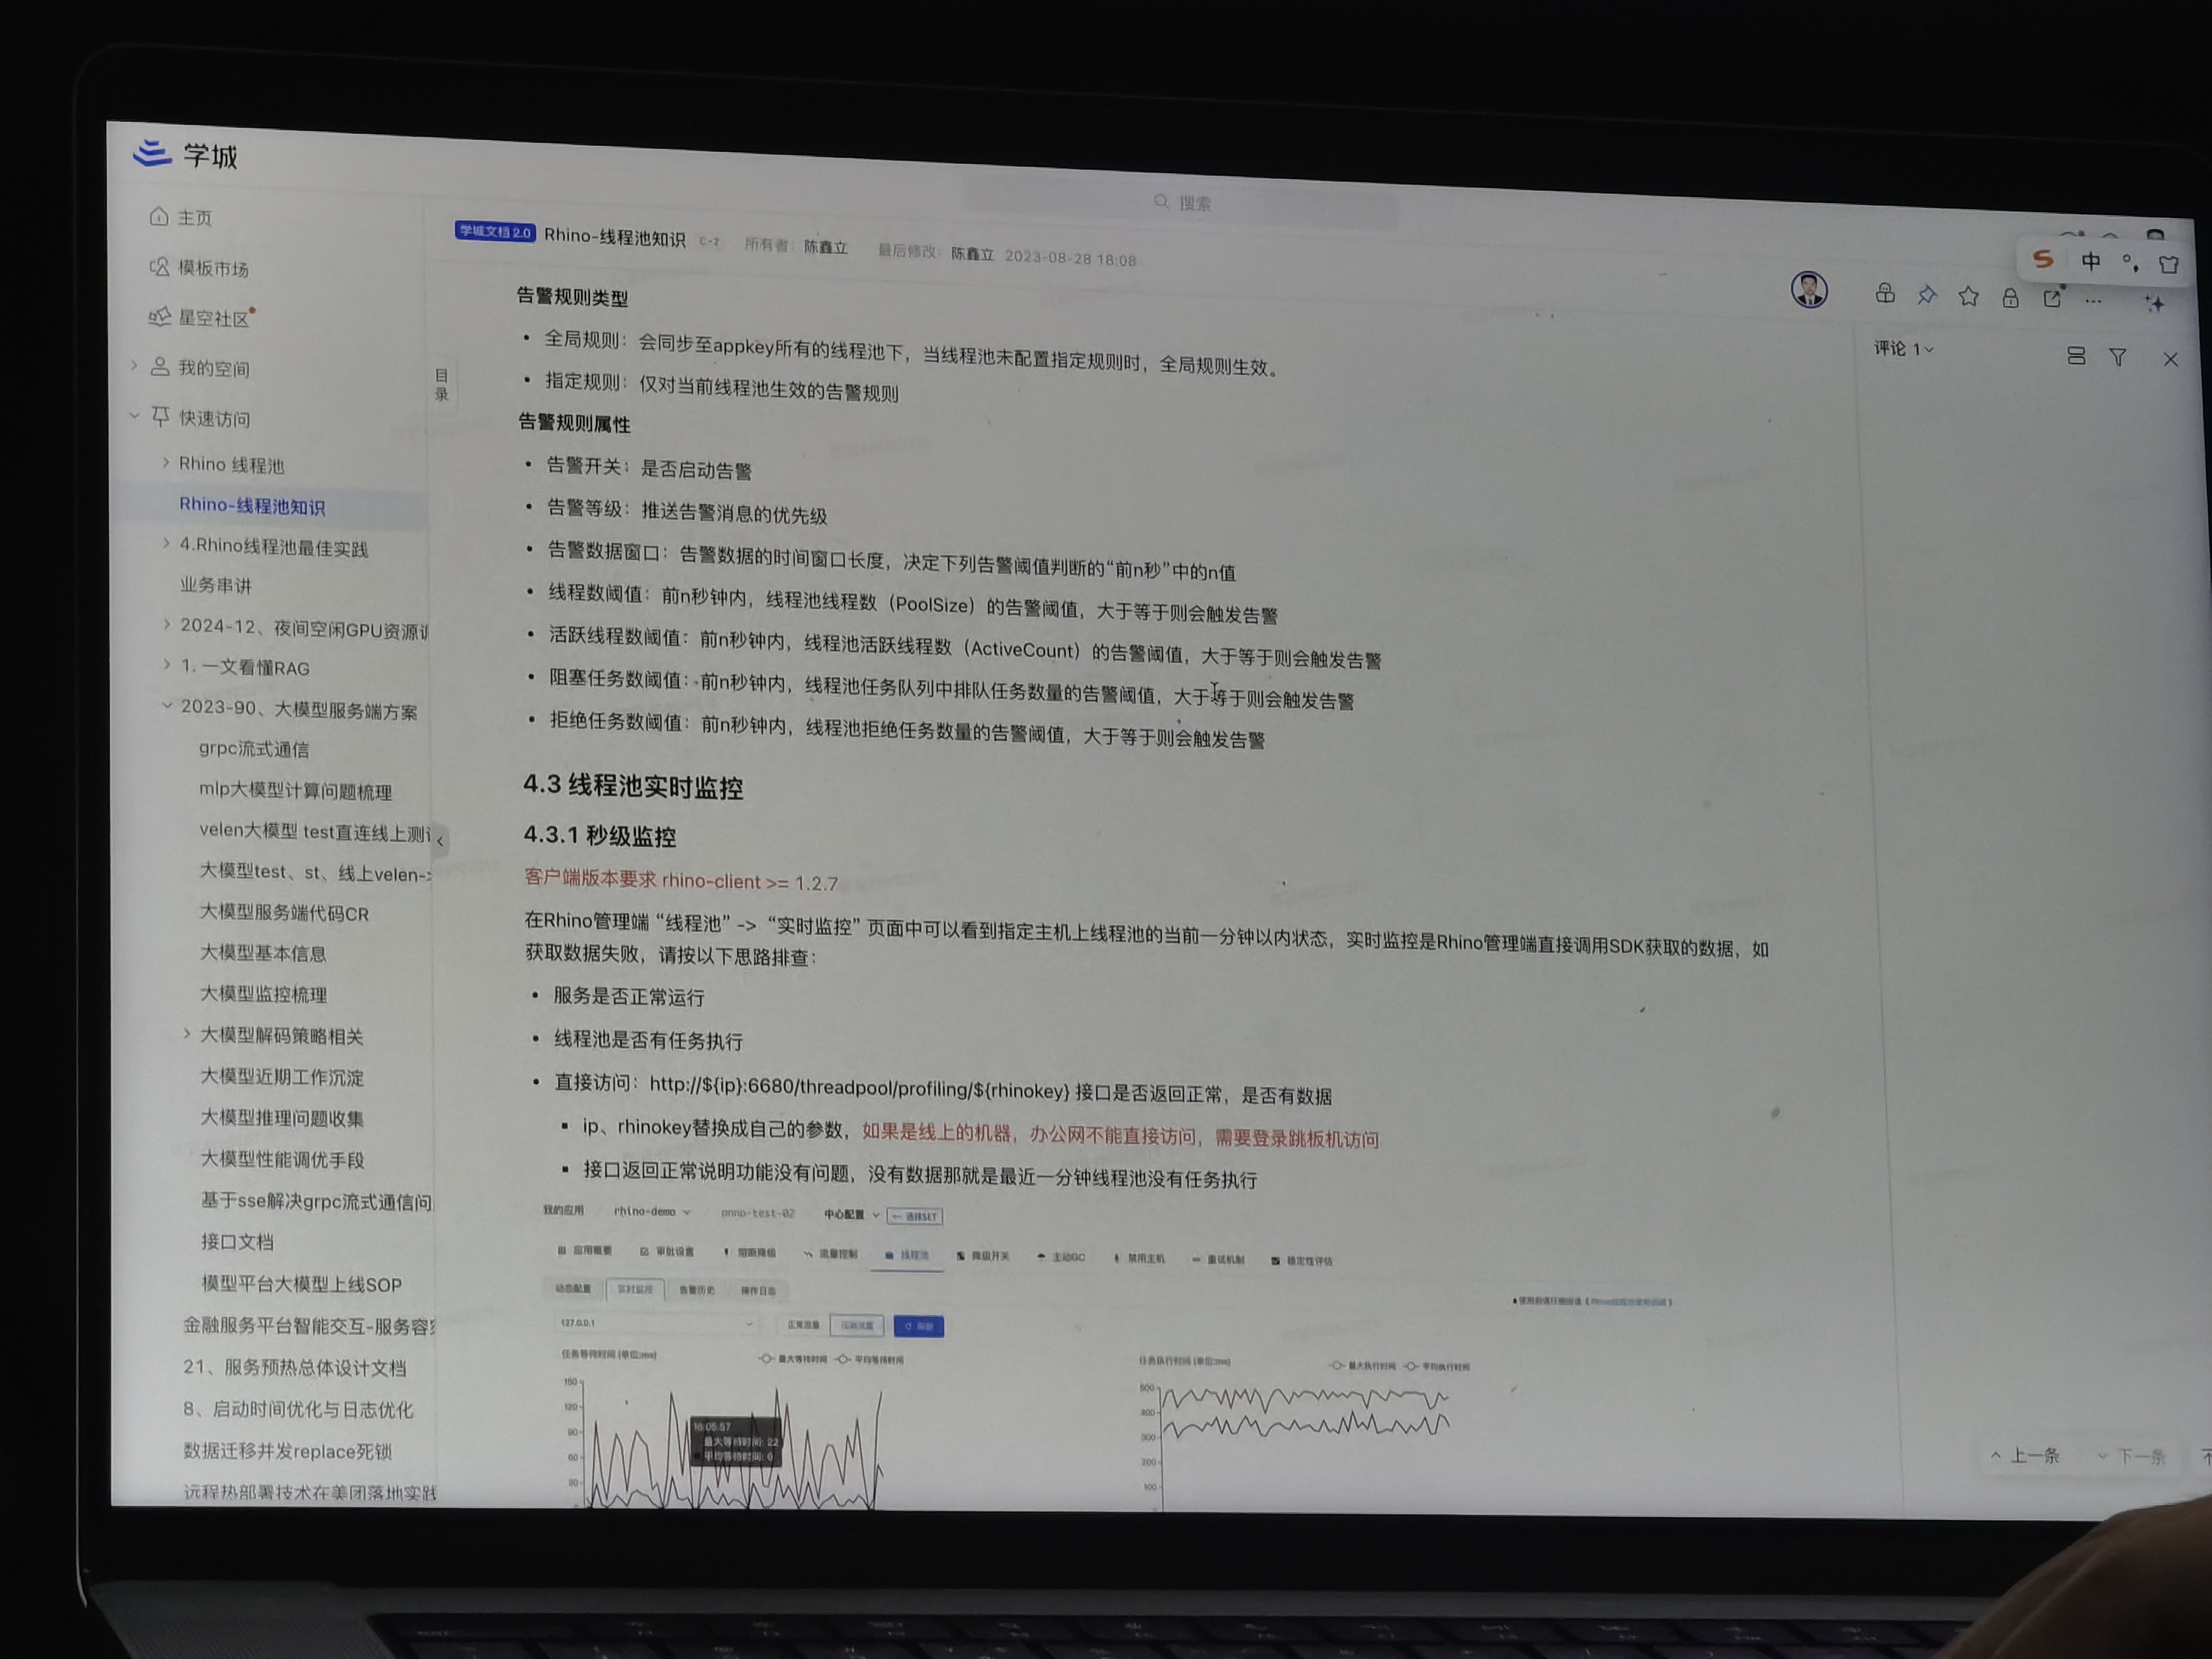 学城
搜索
主页
模板市场
星空社区
我的空间
快速访问
Rhino 线程池
Rhino-线程池知识
4.Rhino线程池最佳实践
业务串讲
2024-12、夜间空闲GPU资源
1. 一文看懂RAG
2023-90、大模型服务端方案
grpc流式通信
mlp大模型计算问题梳理
velen大模型 test直连线上测
大模型test、st、线上velen-
大模型服务端代码CR
大模型基本信息
大模型监控梳理
大模型解码策略相关
大模型近期工作沉淀
大模型推理问题收集
大模型性能调优手段
基于sse解决grpc流式通信问
接口文档
模型平台大模型上线SOP
金融服务平台智能交互-服务容
21、服务预热总体设计文档
8、启动时间优化与日志优化
数据迁移并发replace死锁
远程热部署技术在美团落地实践
目录
学城文档 2.0 Rhino-线程池知识 C-2 所有者: 陈鑫立 最后修改: 陈鑫立 2023-08-28 18:08
中
评论 1
告警规则类型
• 全局规则：会同步至appkey所有的线程池下，当线程池未配置指定规则时，全局规则生效。
• 指定规则：仅对当前线程池生效的告警规则
告警规则属性
• 告警开关：是否启动告警
• 告警等级：推送告警消息的优先级
• 告警数据窗口：告警数据的时间窗口长度，决定下列告警阈值判断的“前n秒”中的n值
• 线程数阈值：前n秒钟内，线程池线程数（PoolSize）的告警阈值，大于等于则会触发告警
• 活跃线程数阈值：前n秒钟内，线程池活跃线程数（ActiveCount）的告警阈值，大于等于则会触发告警
• 阻塞任务数阈值：前n秒钟内，线程池任务队列中排队任务数量的告警阈值，大于等于则会触发告警
• 拒绝任务数阈值：前n秒钟内，线程池拒绝任务数量的告警阈值，大于等于则会触发告警
4.3 线程池实时监控
4.3.1 秒级监控
客户端版本要求 rhino-client >= 1.2.7
在Rhino管理端 “线程池” -> “实时监控” 页面中可以看到指定主机上线程池的当前一分钟以内状态，实时监控是Rhino管理端直接调用SDK获取的数据，如
获取数据失败，请按以下思路排查：
• 服务是否正常运行
• 线程池是否有任务执行
• 直接访问：http://${ip}:6680/threadpool/profiling/${rhinokey} 接口是否返回正常，是否有数据
▪ ip、rhinokey替换成自己的参数，如果是线上的机器，办公网不能直接访问，需要登录跳板机访问
▪ 接口返回正常说明功能没有问题，没有数据那就是最近一分钟线程池没有任务执行
我的应用 rhino-demo anno-test-02 中心配置 选择SET
应用概要 审批设置 熔断降级 流量控制 线程池 降级开关 主动GC 禁用主机 重试机制 稳定性评估
动态配置 实时监控 告警历史 操作日志
127.0.0.1 正常流量 压测流量 刷新
任务等待时间 (单位:ms) 最大等待时间 平均等待时间
150
120
90
60
30
16:05:57
最大等待时间: 22
平均等待时间: 0
任务执行时间 (单位:ms) 最大执行时间 平均执行时间
500
400
300
200
100
上一条 下一条